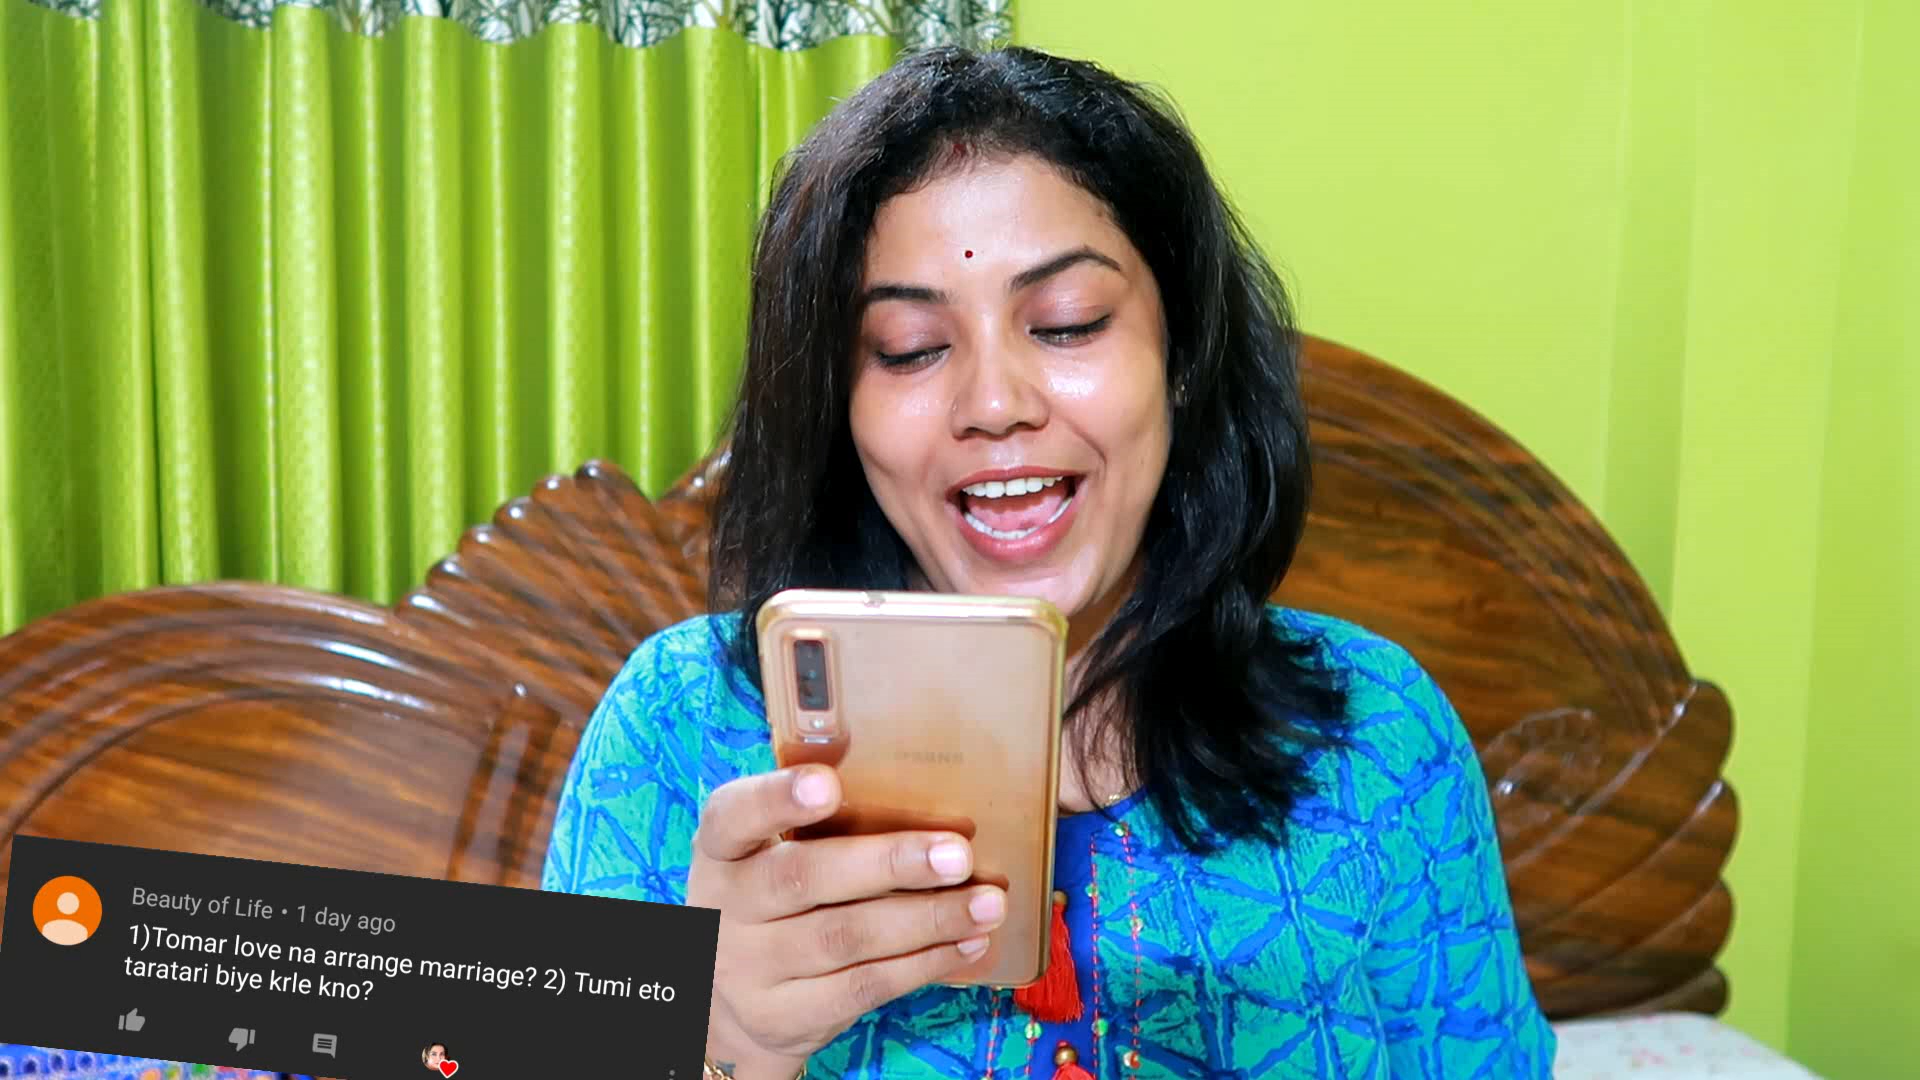 Beauty of Life • 1 day ago
1)Tomar love na arrange marriage? 2) Tumi eto
taratari biye krle kno?
SAMSUNG